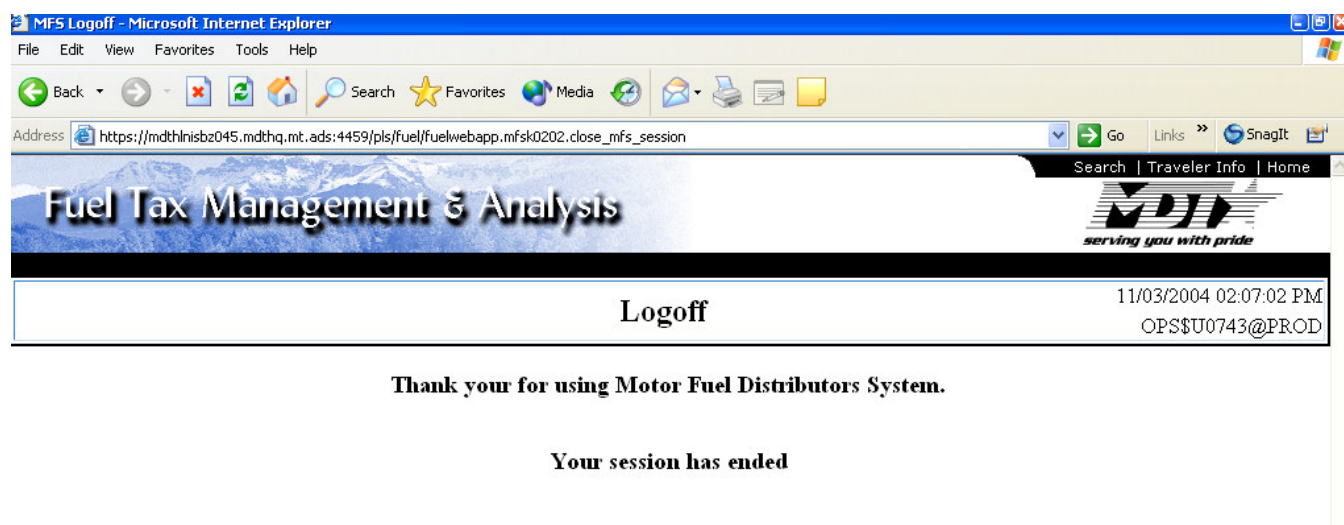 MFS Logoff - Microsoft Internet Explorer
File Edit View Favorites Tools Help
Back Search Favorites Media
Address https://mdthlnisbz045.mdthq.mt.ads:4459/pls/fuel/fuelwebapp.mfsk0202.close_mfs_session Go Links » SnagIt
Search | Traveler Info | Home
Fuel Tax Management & Analysis
MDT
serving you with pride
Logoff
11/03/2004 02:07:02 PM
OPS$U0743@PROD
Thank your for using Motor Fuel Distributors System.
Your session has ended